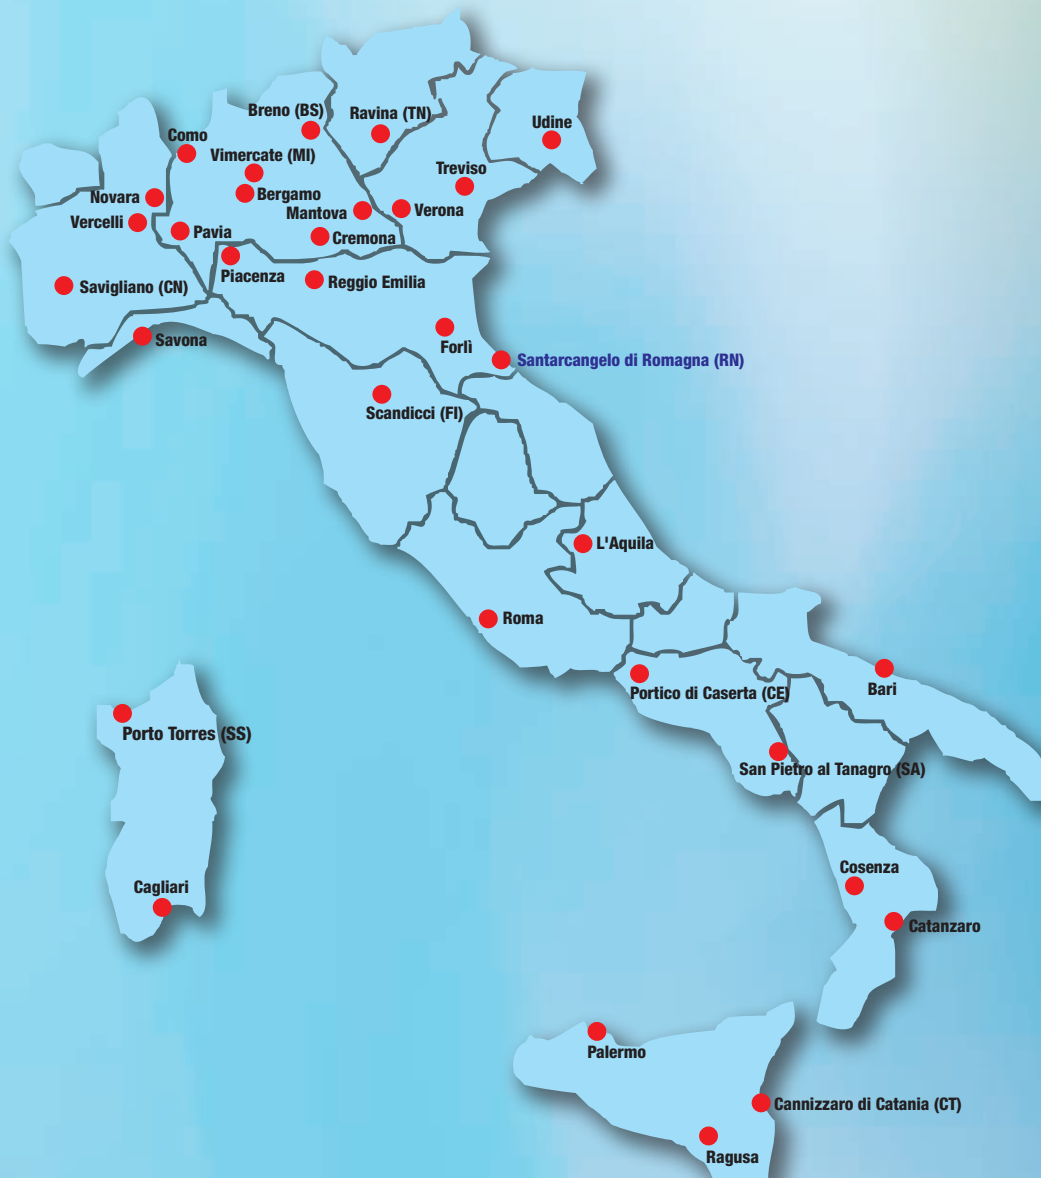 Breno (BS)
Ravina (TN)
Udine
Como
Vimercate (MI)
Treviso
Bergamo
Novara
Mantova
Verona
Vercelli
Pavia
Cremona
Piacenza
Reggio Emilia
Savigliano (CN)
Savona
Forlì
Santarcangelo di Romagna (RN)
Scandicci (FI)
L'Aquila
Roma
Portico di Caserta (CE)
Bari
Porto Torres (SS)
San Pietro al Tanagro (SA)
Cosenza
Cagliari
Catanzaro
Palermo
Cannizzaro di Catania (CT)
Ragusa